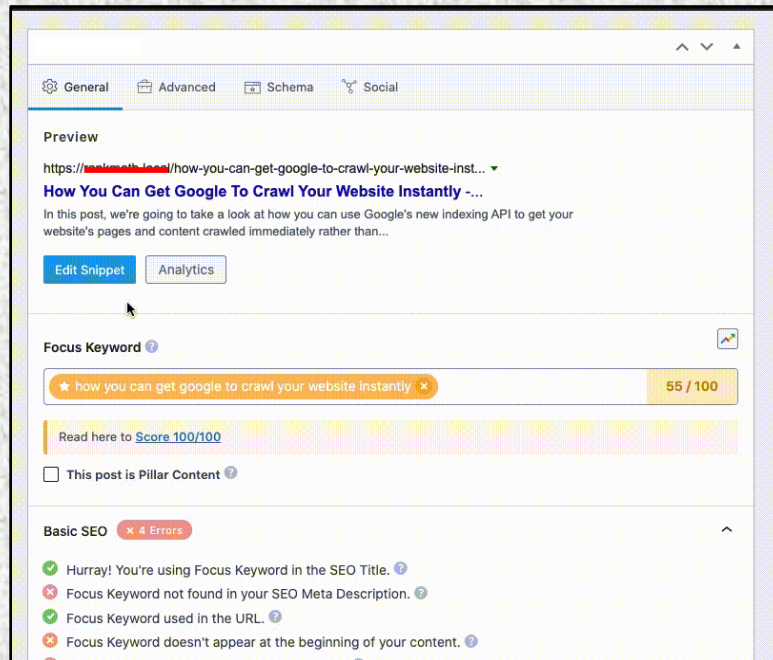 General Advanced Schema Social
Preview
https:///how-you-can-get-google-to-crawl-your-website-inst...
How You Can Get Google To Crawl Your Website Instantly -...
In this post, we're going to take a look at how you can use Google's new indexing API to get your
website's pages and content crawled immediately rather than...
Edit Snippet Analytics
Focus Keyword
how you can get google to crawl your website instantly
55 / 100
Read here to Score 100/100
This post is Pillar Content
Basic SEO × 4 Errors
Hurray! You're using Focus Keyword in the SEO Title.
Focus Keyword not found in your SEO Meta Description.
Focus Keyword used in the URL.
Focus Keyword doesn't appear at the beginning of your content.